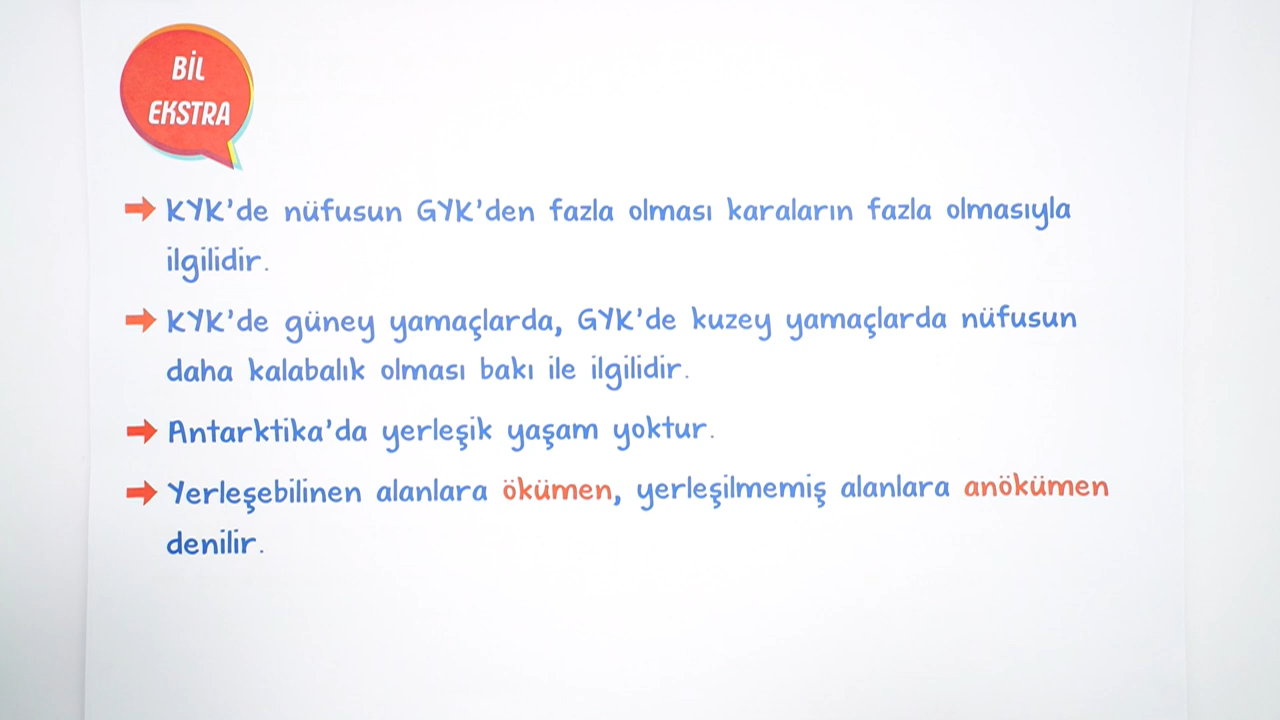 BİL
EKSTRA
KYK'de nüfusun GYK'den fazla olması karaların fazla olmasıyla
ilgilidir.
KYK'de güney yamaçlarda, GYK'de kuzey yamaçlarda nüfusun
daha kalabalık olması bakı ile ilgilidir.
Antarktika'da yerleşik yaşam yoktur.
Yerleşebilinen alanlara ökümen, yerleşilmemiş alanlara anökümen
denilir.